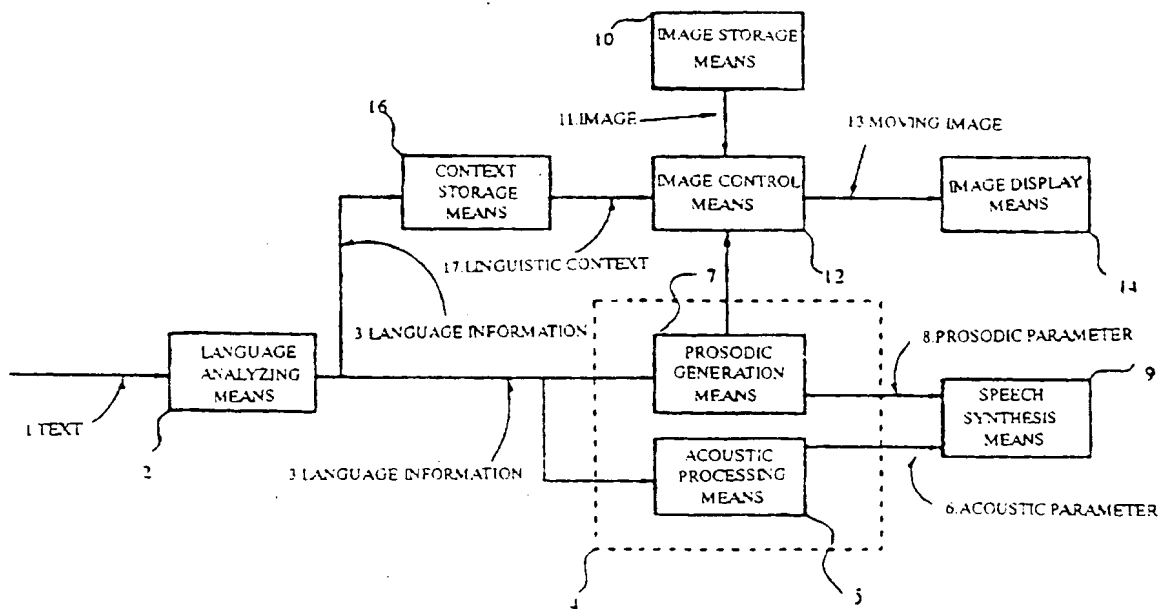 10
IMAGE STORAGE
MEANS
11.IMAGE
13.MOVING IMAGE
16
CONTEXT
STORAGE
MEANS
IMAGE CONTROL
MEANS
IMAGE DISPLAY
MEANS
17.LINGUISTIC CONTEXT
7
12
14
3.LANGUAGE INFORMATION
8.PROSODIC PARAMETER
LANGUAGE
ANALYZING
MEANS
PROSODIC
GENERATION
MEANS
9
SPEECH
SYNTHESIS
MEANS
1 TEXT
2
3.LANGUAGE INFORMATION
ACOUSTIC
PROCESSING
MEANS
6.ACOUSTIC PARAMETER
4
5